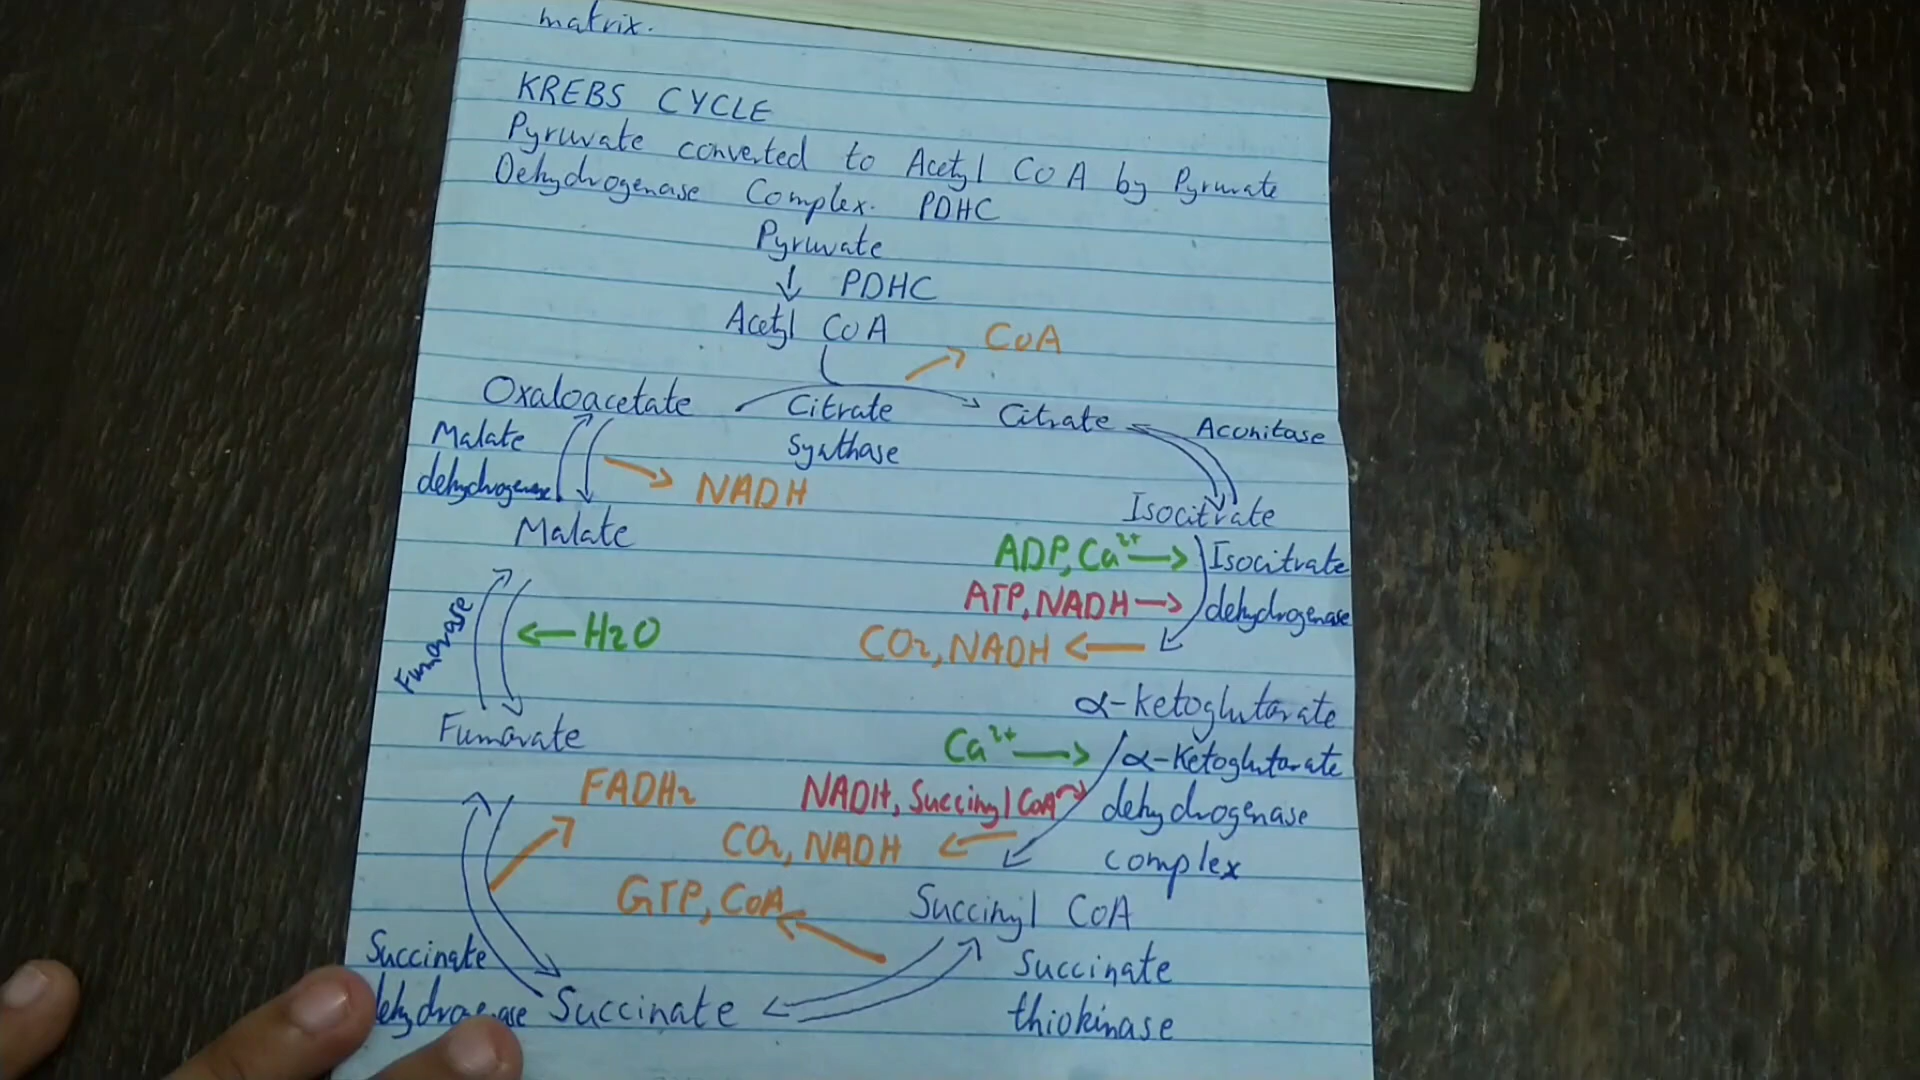 matrix.
KREBS CYCLE
Pyruvate converted to Acetyl CoA by Pyruvate
Dehydrogenase Complex. PDHC
Pyruvate
↓ PDHC
Acetyl CoA
CoA
Oxaloacetate
Citrate
Synthase
Citrate
Aconitase
Malate
dehydrogenase
NADH
Malate
Isocitrate
ADP, Ca²⁺ →
Isocitrate
dehydrogenase
ATP, NADH →
CO₂, NADH ←
Fumarase
← H2O
Fumarate
α-Ketoglutarate
Ca²⁺ →
α-Ketoglutarate
dehydrogenase
complex
NADH, Succinyl CoA →
CO₂, NADH ←
FADH₂
GTP, CoA
Succinyl CoA
Succinate
thiokinase
Succinate
dehydrogenase
Succinate